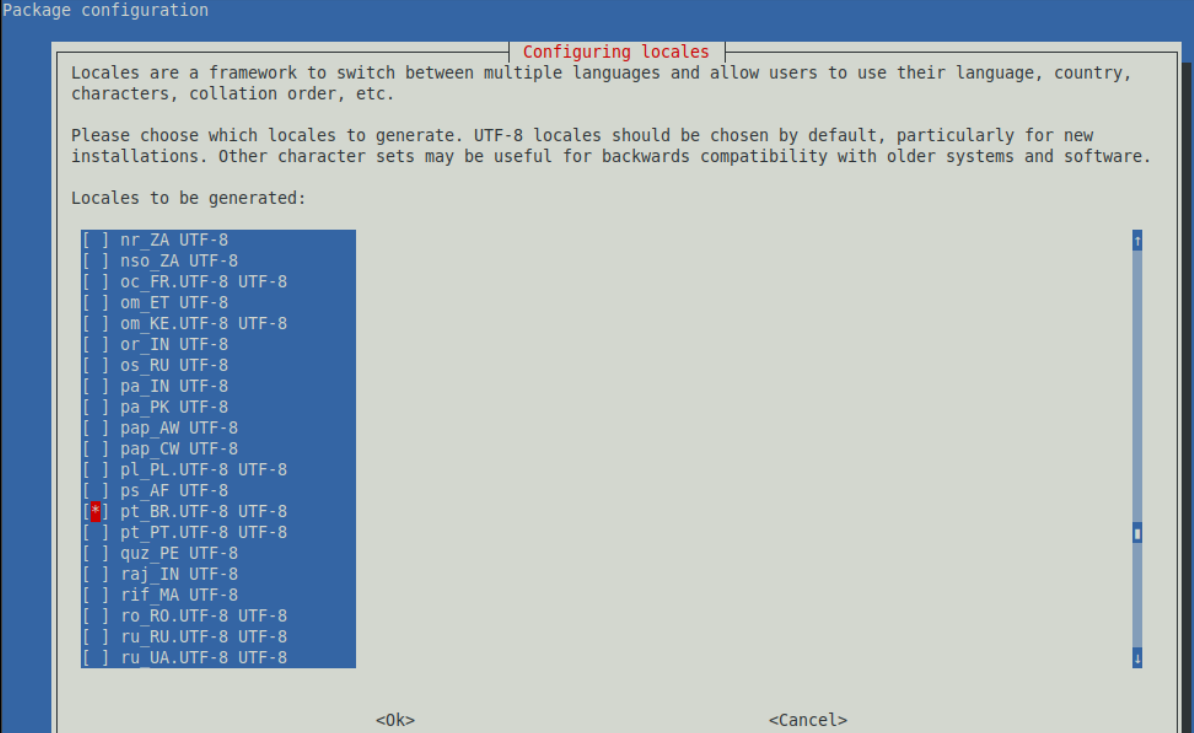 Package configuration
Configuring locales
Locales are a framework to switch between multiple languages and allow users to use their language, country,
characters, collation order, etc.
Please choose which locales to generate. UTF-8 locales should be chosen by default, particularly for new
installations. Other character sets may be useful for backwards compatibility with older systems and software.
Locales to be generated:
[ ] nr_ZA UTF-8
[ ] nso_ZA UTF-8
[ ] oc_FR.UTF-8 UTF-8
[ ] om_ET UTF-8
[ ] om_KE.UTF-8 UTF-8
[ ] or_IN UTF-8
[ ] os_RU UTF-8
[ ] pa_IN UTF-8
[ ] pa_PK UTF-8
[ ] pap_AW UTF-8
[ ] pap_CW UTF-8
[ ] pl_PL.UTF-8 UTF-8
[ ] ps_AF UTF-8
[*] pt_BR.UTF-8 UTF-8
[ ] pt_PT.UTF-8 UTF-8
[ ] quz_PE UTF-8
[ ] raj_IN UTF-8
[ ] rif_MA UTF-8
[ ] ro_RO.UTF-8 UTF-8
[ ] ru_RU.UTF-8 UTF-8
[ ] ru_UA.UTF-8 UTF-8
<Ok> <Cancel>